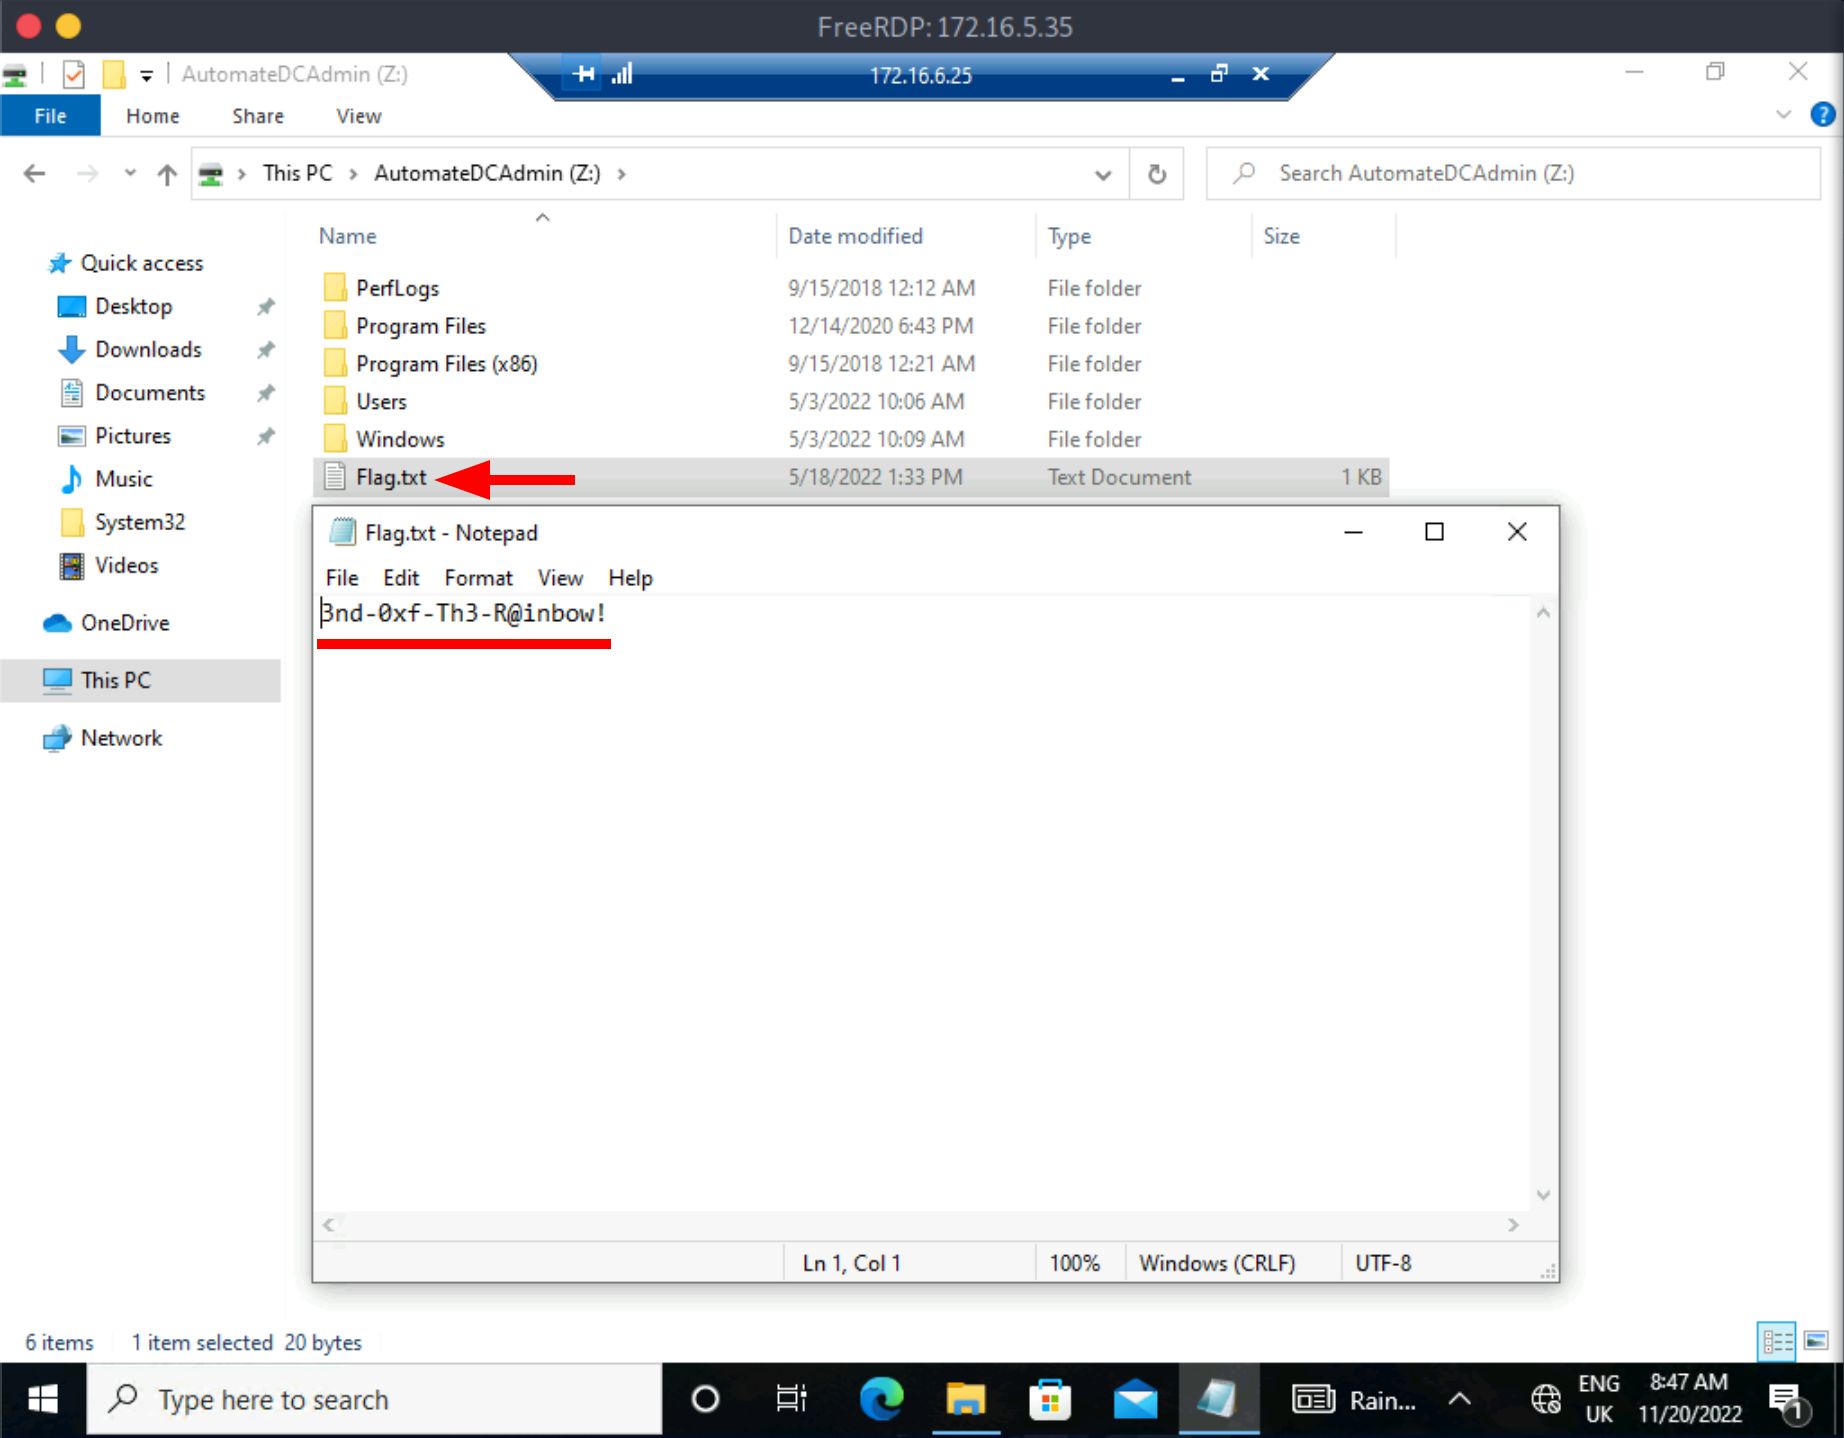 FreeRDP: 172.16.5.35
AutomateDCAdmin (Z:)
172.16.6.25
File Home Share View
This PC > AutomateDCAdmin (Z:) >
Search AutomateDCAdmin (Z:)
Name Date modified Type Size
Quick access
Desktop
Downloads
Documents
Pictures
Music
System32
Videos
OneDrive
This PC
Network
PerfLogs 9/15/2018 12:12 AM File folder
Program Files 12/14/2020 6:43 PM File folder
Program Files (x86) 9/15/2018 12:21 AM File folder
Users 5/3/2022 10:06 AM File folder
Windows 5/3/2022 10:09 AM File folder
Flag.txt 5/18/2022 1:33 PM Text Document 1 KB
Flag.txt - Notepad
File Edit Format View Help
3nd-0xf-Th3-R@inbow!
Ln 1, Col 1 100% Windows (CRLF) UTF-8
6 items 1 item selected 20 bytes
Type here to search
Rain...
ENG
UK
8:47 AM
11/20/2022
1